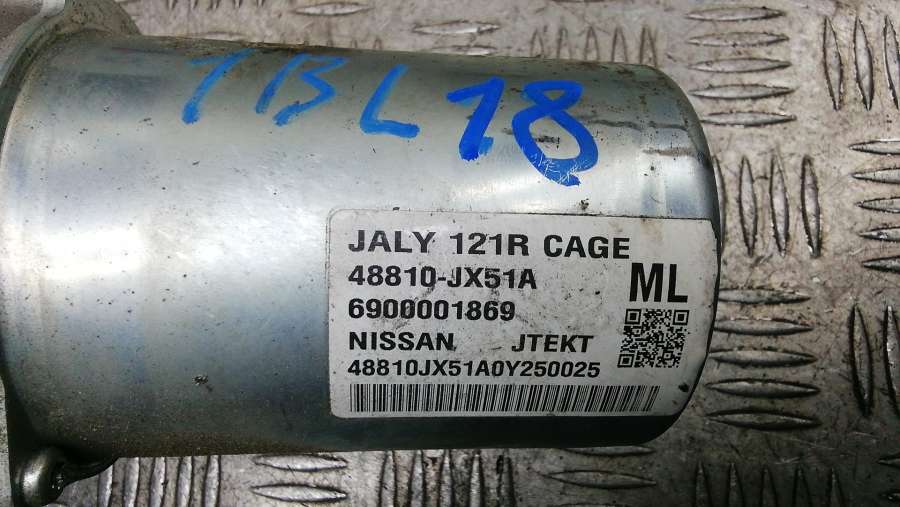 TBL18
JALY 121R CAGE
48810-JX51A
ML
6900001869
NISSAN JTEKT
48810JX51A0Y250025